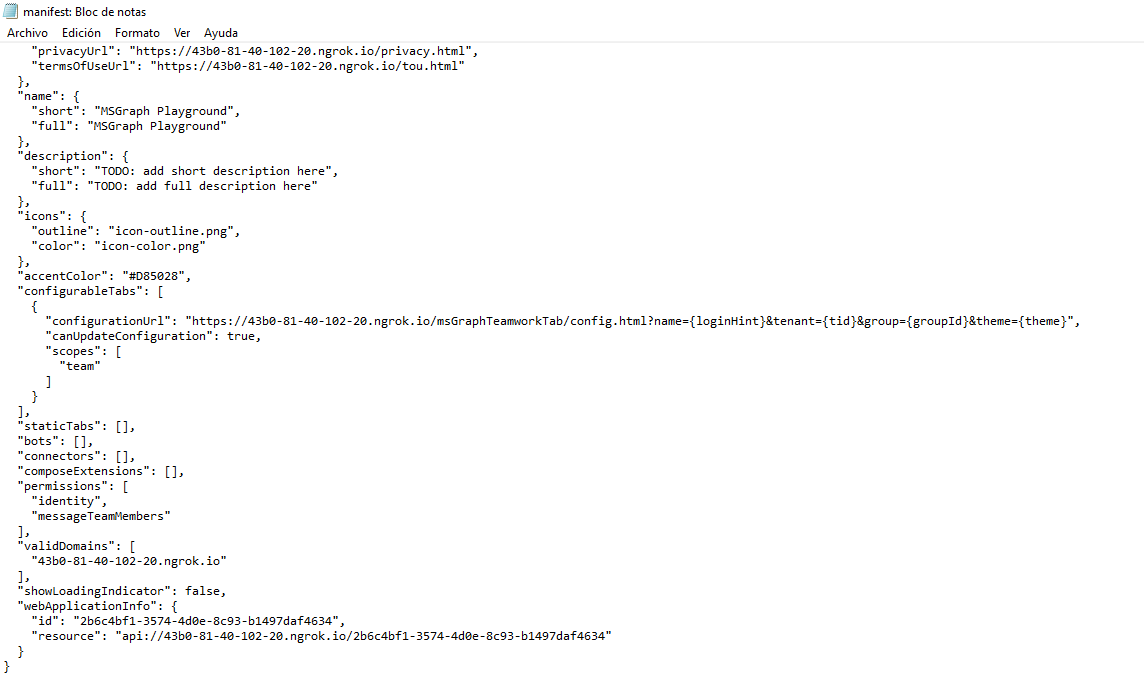 manifest: Bloc de notas
Archivo Edición Formato Ver Ayuda
    "privacyUrl": "https://43b0-81-40-102-20.ngrok.io/privacy.html",
    "termsOfUseUrl": "https://43b0-81-40-102-20.ngrok.io/tou.html"
  },
  "name": {
    "short": "MSGraph Playground",
    "full": "MSGraph Playground"
  },
  "description": {
    "short": "TODO: add short description here",
    "full": "TODO: add full description here"
  },
  "icons": {
    "outline": "icon-outline.png",
    "color": "icon-color.png"
  },
  "accentColor": "#D85028",
  "configurableTabs": [
    {
      "configurationUrl": "https://43b0-81-40-102-20.ngrok.io/msGraphTeamworkTab/config.html?name={loginHint}&tenant={tid}&group={groupId}&theme={theme}",
      "canUpdateConfiguration": true,
      "scopes": [
        "team"
      ]
    }
  ],
  "staticTabs": [],
  "bots": [],
  "connectors": [],
  "composeExtensions": [],
  "permissions": [
    "identity",
    "messageTeamMembers"
  ],
  "validDomains": [
    "43b0-81-40-102-20.ngrok.io"
  ],
  "showLoadingIndicator": false,
  "webApplicationInfo": {
    "id": "2b6c4bf1-3574-4d0e-8c93-b1497daf4634",
    "resource": "api://43b0-81-40-102-20.ngrok.io/2b6c4bf1-3574-4d0e-8c93-b1497daf4634"
  }
}